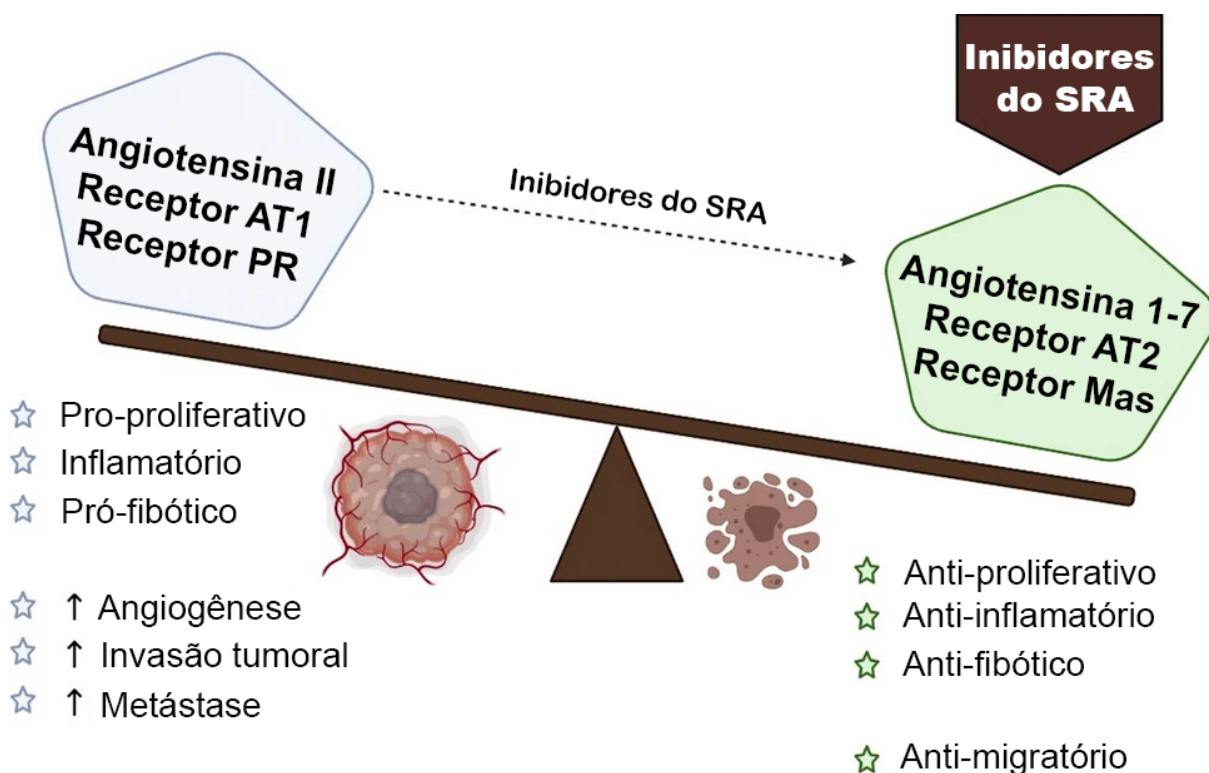 Inibidores
do SRA
Angiotensina II
Receptor AT1
Receptor PR
Inibidores do SRA
Angiotensina 1-7
Receptor AT2
Receptor Mas
Pro-proliferativo
Inflamatório
Pró-fibótico
↑ Angiogênese
↑ Invasão tumoral
↑ Metástase
Anti-proliferativo
Anti-inflamatório
Anti-fibótico
Anti-migratório